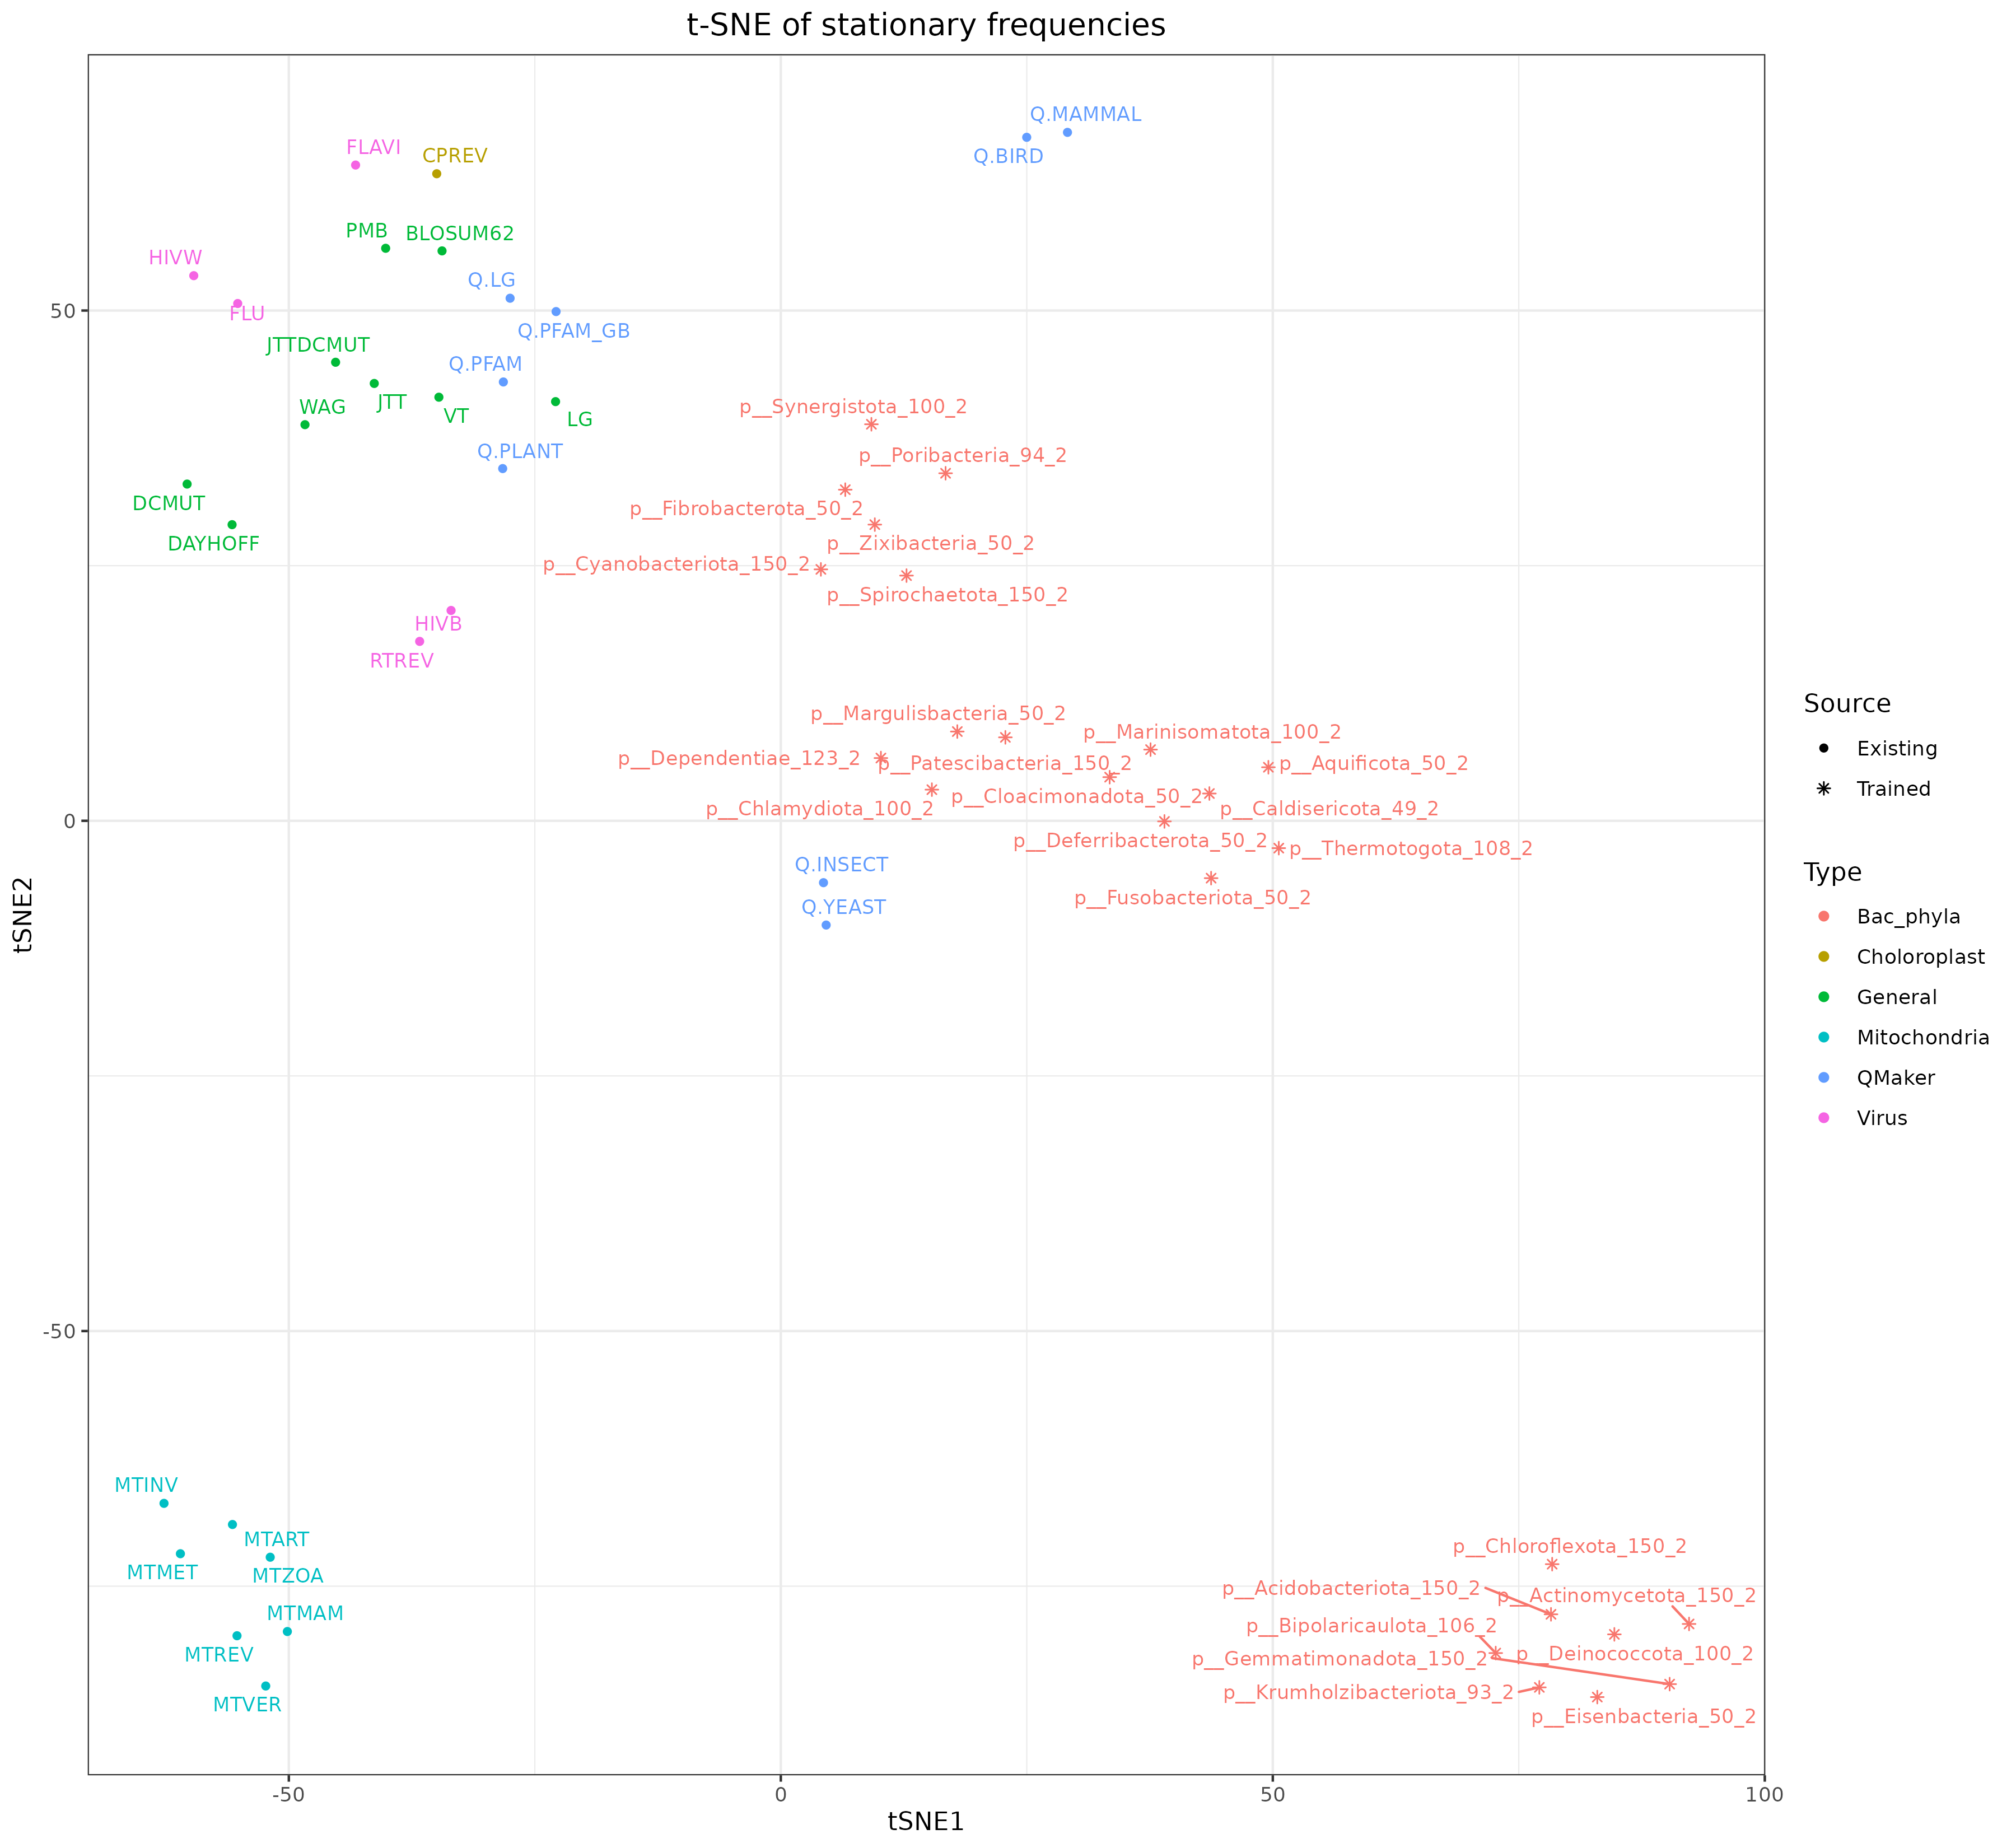 t-SNE of stationary frequencies
Q.MAMMAL
Q.BIRD
FLAVI
CPREV
PMB
BLOSUM62
HIVW
Q.LG
FLU
Q.PFAM_GB
JTTDCMUT
Q.PFAM
JTT
WAG
VT
LG
p__Synergistota_100_2
Q.PLANT
p__Poribacteria_94_2
DCMUT
p__Fibrobacterota_50_2
DAYHOFF
p__Zixibacteria_50_2
p__Cyanobacteriota_150_2
p__Spirochaetota_150_2
HIVB
RTREV
p__Margulisbacteria_50_2
p__Marinisomatota_100_2
p__Dependentiae_123_2
p__Patescibacteria_150_2
p__Aquificota_50_2
p__Cloacimonadota_50_2
p__Chlamydiota_100_2
p__Caldisericota_49_2
p__Deferribacterota_50_2
p__Thermotogota_108_2
Q.INSECT
p__Fusobacteriota_50_2
Q.YEAST
MTINV
MTART
MTMET
MTZOA
MTMAM
MTREV
MTVER
p__Chloroflexota_150_2
p__Acidobacteriota_150_2
p__Actinomycetota_150_2
p__Bipolaricaulota_106_2
p__Deinococcota_100_2
p__Gemmatimonadota_150_2
p__Krumholzibacteriota_93_2
p__Eisenbacteria_50_2
50
0
-50
tSNE2
-50
0
50
100
tSNE1
Source
Existing
Trained
Type
Bac_phyla
Choloroplast
General
Mitochondria
QMaker
Virus